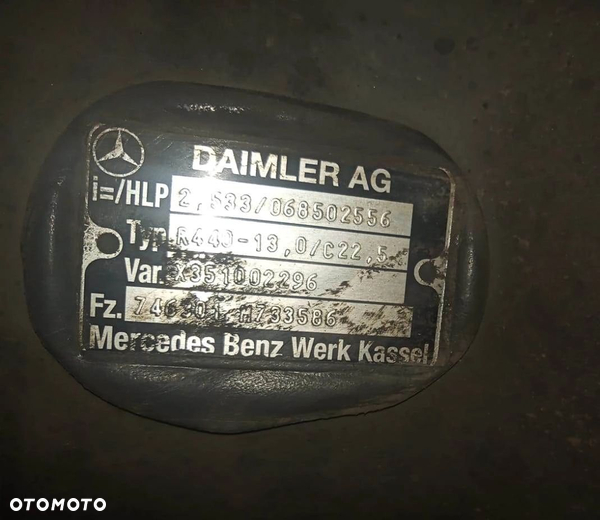 DAIMLER AG
i=/HLP 2,533/068502556
Typ. R440-13,0/C22,5
Var. X351002296
Fz. M733586
Mercedes Benz Werk Kassel
OTOMOTO